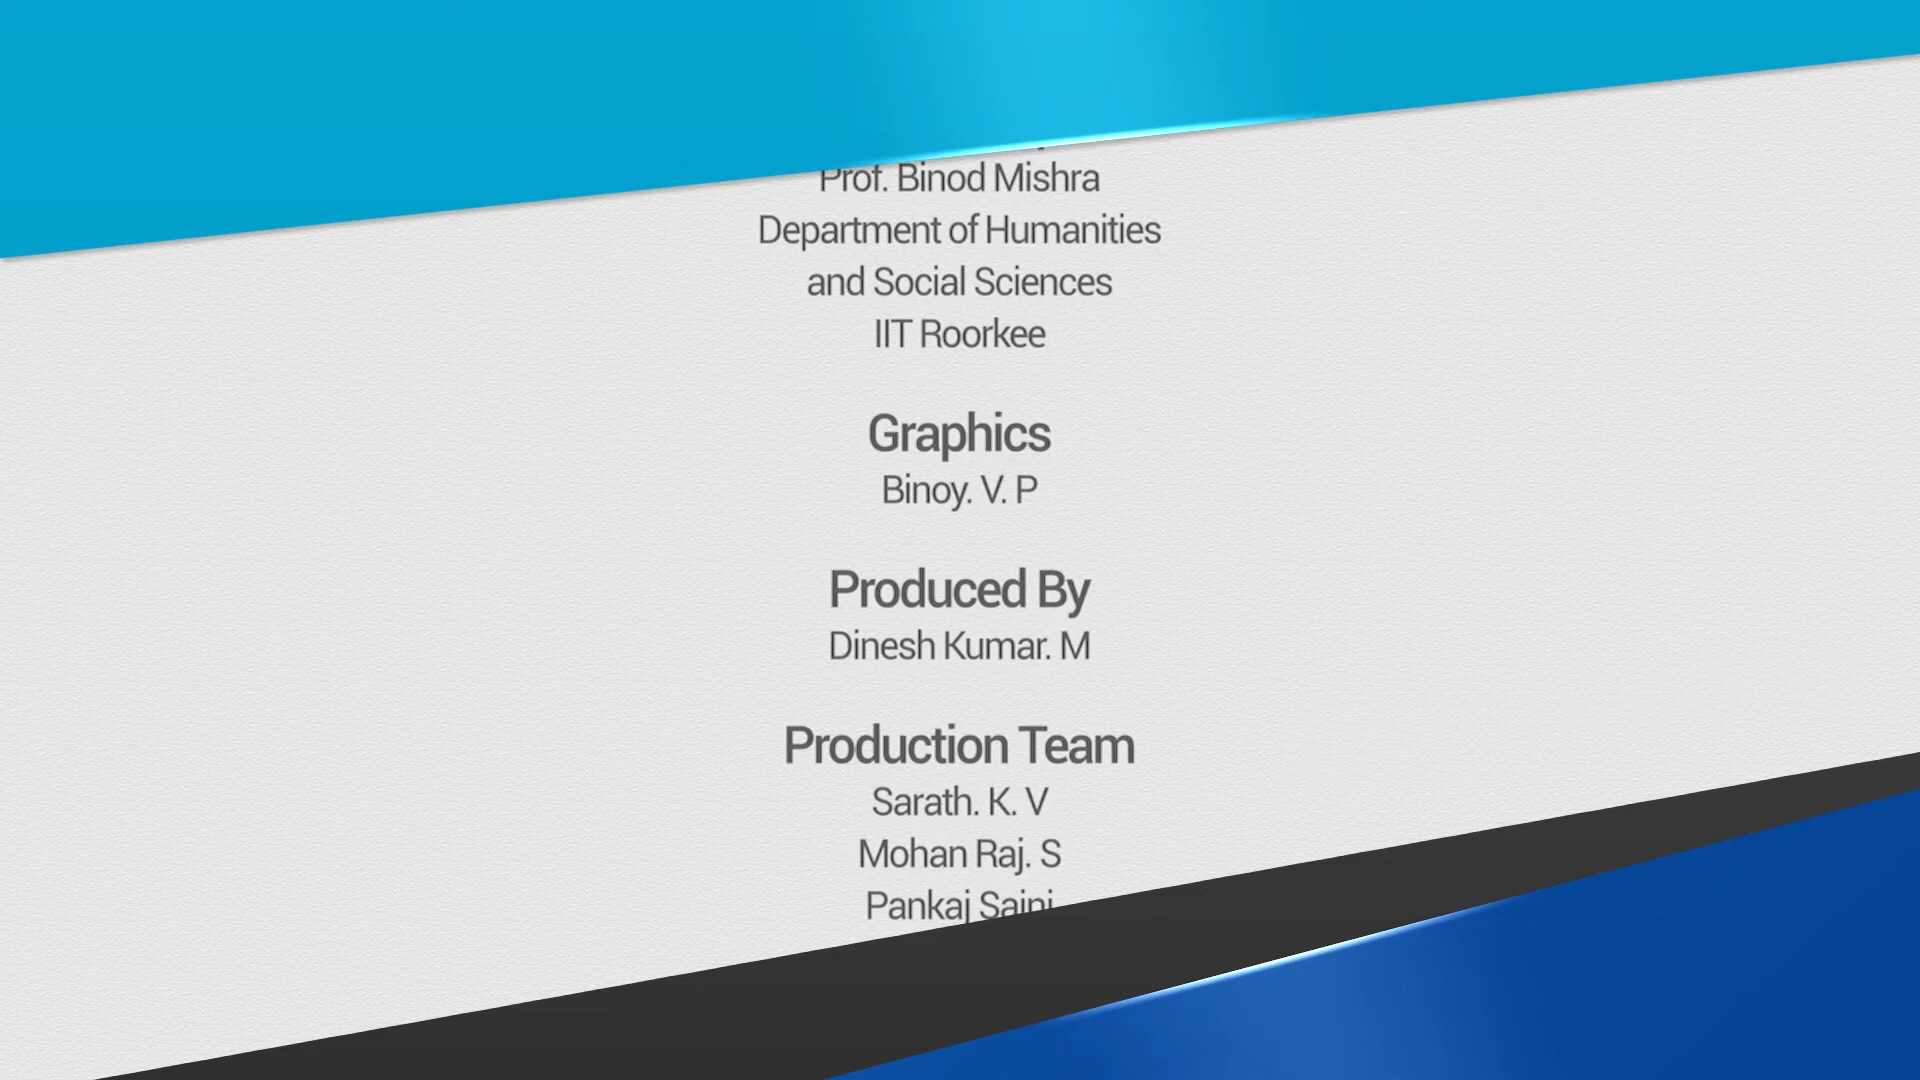 Prof. Binod Mishra
Department of Humanities
and Social Sciences
IIT Roorkee
Graphics
Binoy. V. P
Produced By
Dinesh Kumar. M
Production Team
Sarath. K. V
Mohan Raj. S
Pankaj Saini